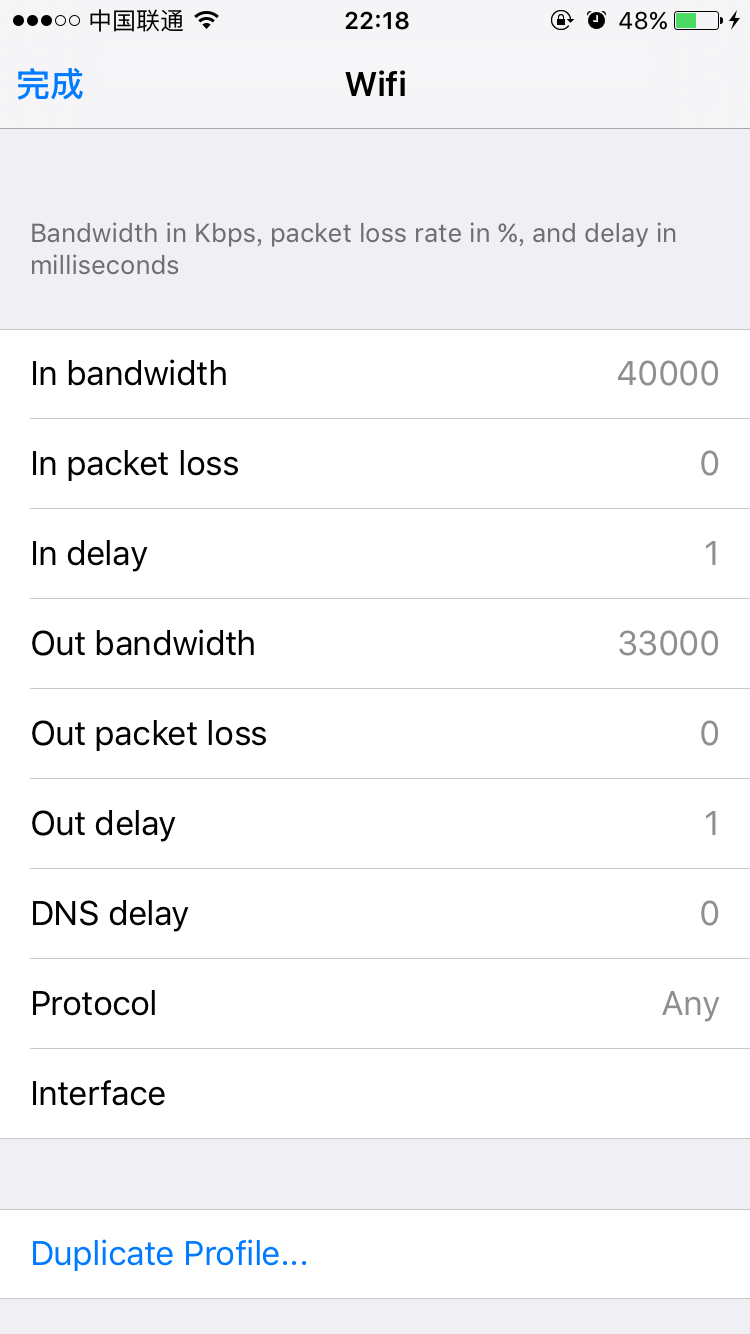 中国联通 22:18 48%
完成 Wifi
Bandwidth in Kbps, packet loss rate in %, and delay in
milliseconds
In bandwidth 40000
In packet loss 0
In delay 1
Out bandwidth 33000
Out packet loss 0
Out delay 1
DNS delay 0
Protocol Any
Interface
Duplicate Profile...